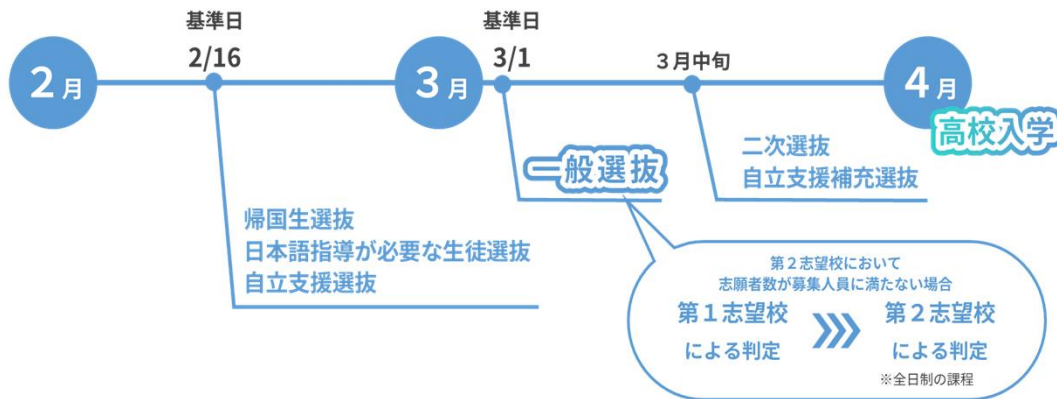 基準日
2/16
基準日
3/1
3月中旬
2月
3月
4月
高校入学
帰国生選抜
日本語指導が必要な生徒選抜
自立支援選抜
一般選抜
二次選抜
自立支援補充選抜
第2志望校において
志願者数が募集人員に満たない場合
第1志望校
による判定
第2志望校
による判定
※全日制の課程